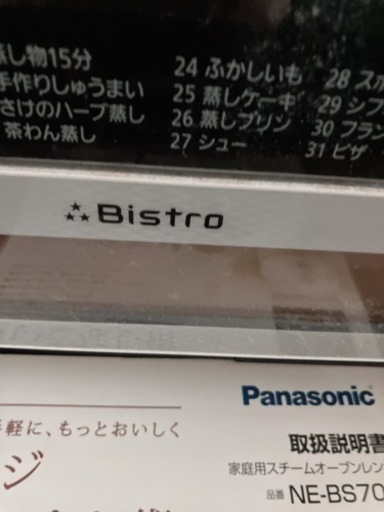 蒸し物15分
手作りしゅうまい
さけのハーブ蒸し
茶わん蒸し
24 ふかしいも
25 蒸しケーキ
26 蒸しプリン
27 シュー
28 スポ
29 シフ
30 フラン
31 ピザ
Bistro
Panasonic
手軽に、もっとおいしく
取扱説明書
家庭用スチームオーブンレン
ジ
品番 NE-BS70